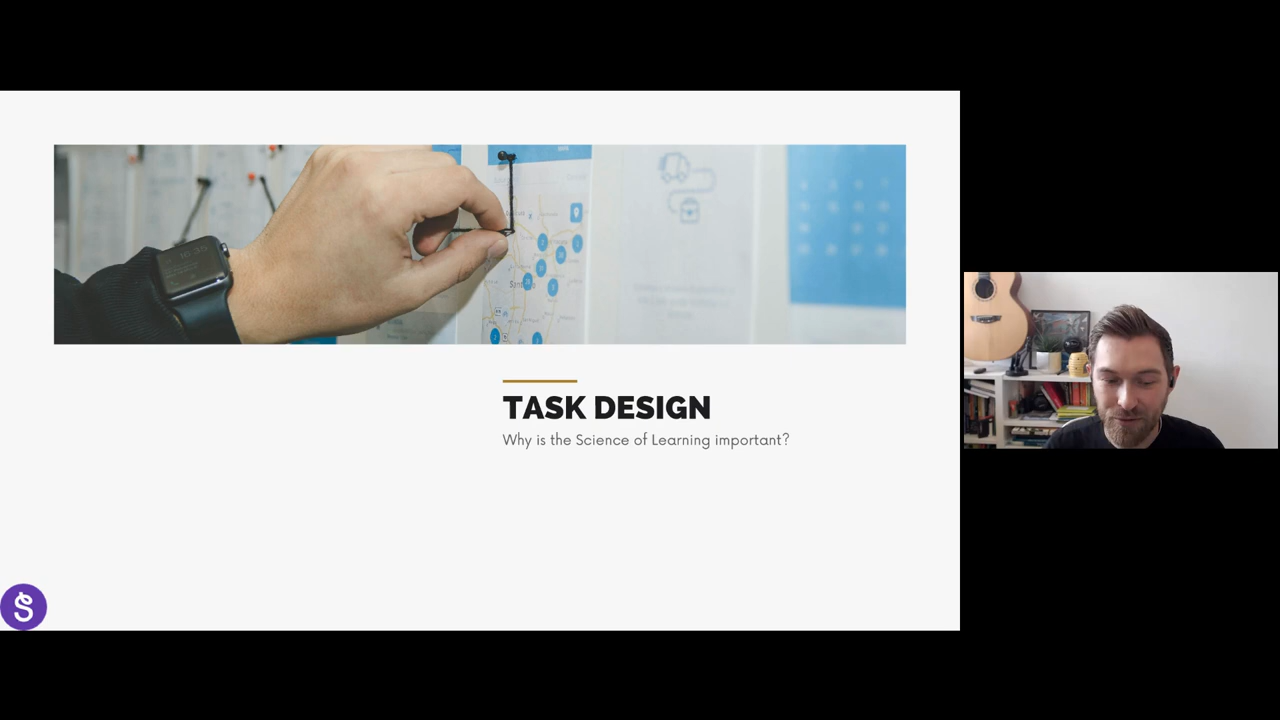 TASK DESIGN
Why is the Science of Learning important?